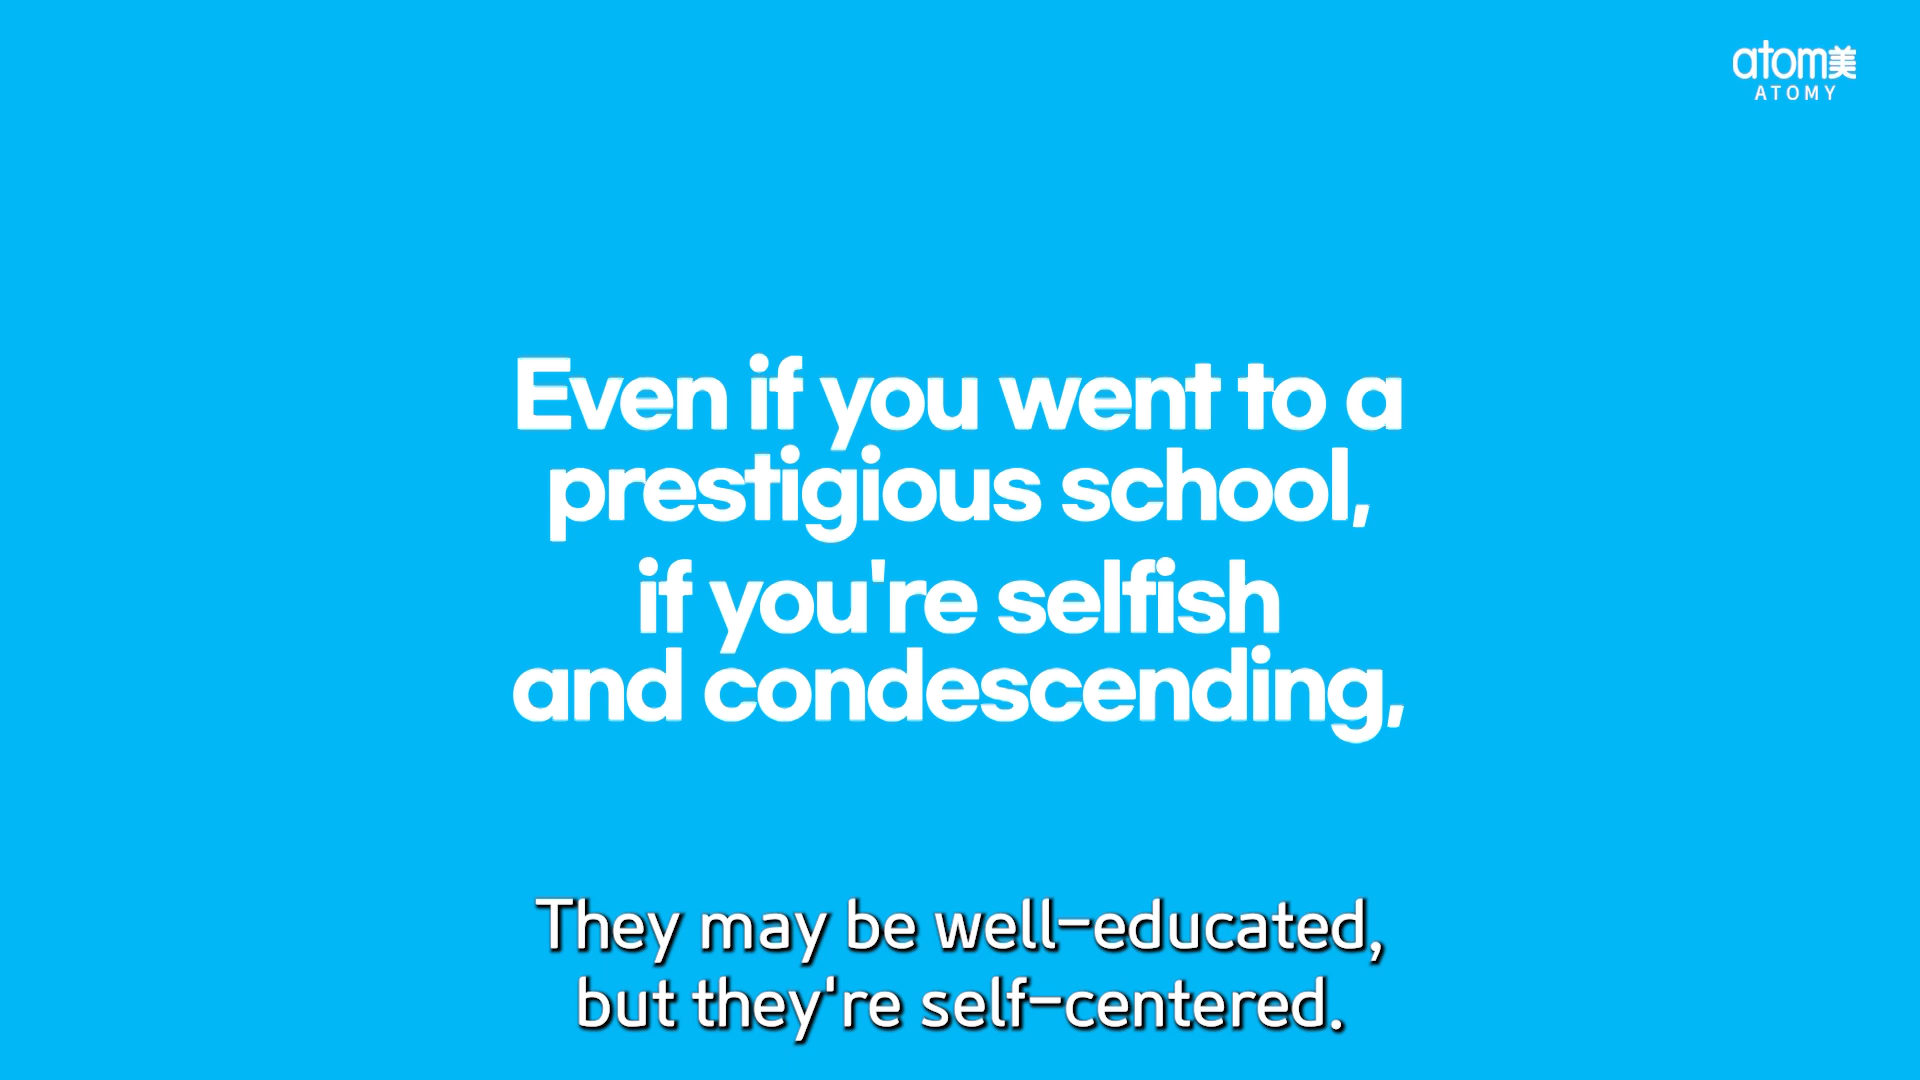 atom美
ATOMY
Even if you went to a
prestigious school,
if you're selfish
and condescending,
They may be well-educated,
but they're self-centered.